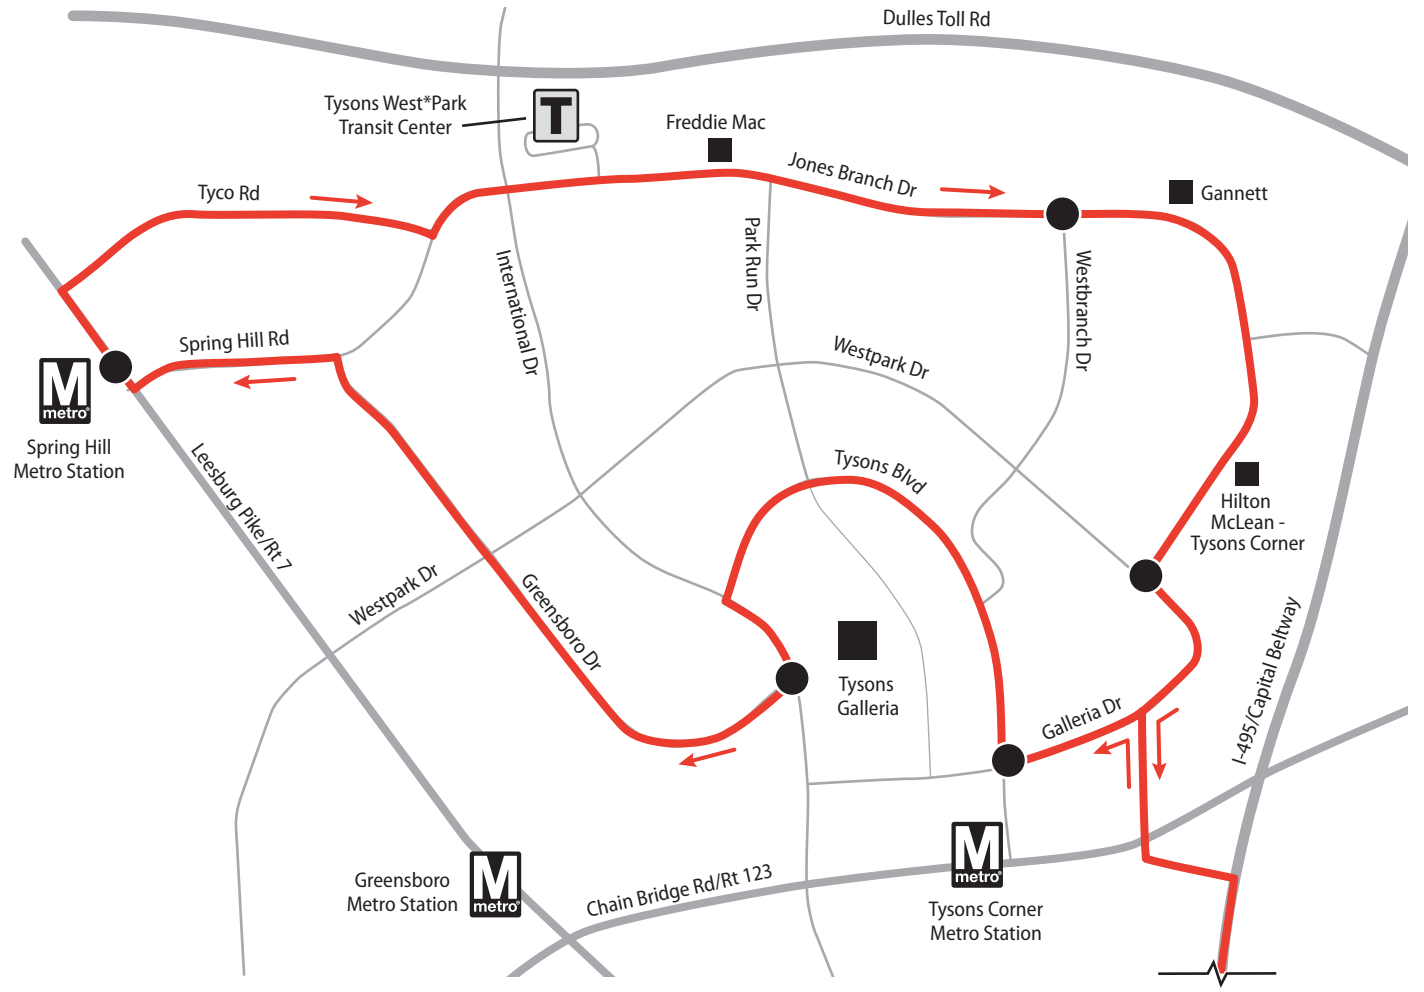 Dulles Toll Rd
Tysons West*Park
Transit Center
T
Freddie Mac
Jones Branch Dr
Gannett
Tyco Rd
Park Run Dr
International Dr
Westbranch Dr
Spring Hill Rd
Westpark Dr
M
metro®
Spring Hill
Metro Station
Leesburg Pike/Rt 7
Tysons Blvd
Hilton
McLean -
Tysons Corner
Westpark Dr
Greensboro Dr
Tysons
Galleria
Galleria Dr
I-495/Capital Beltway
M
metro®
Greensboro
Metro Station
Chain Bridge Rd/Rt 123
M
metro®
Tysons Corner
Metro Station